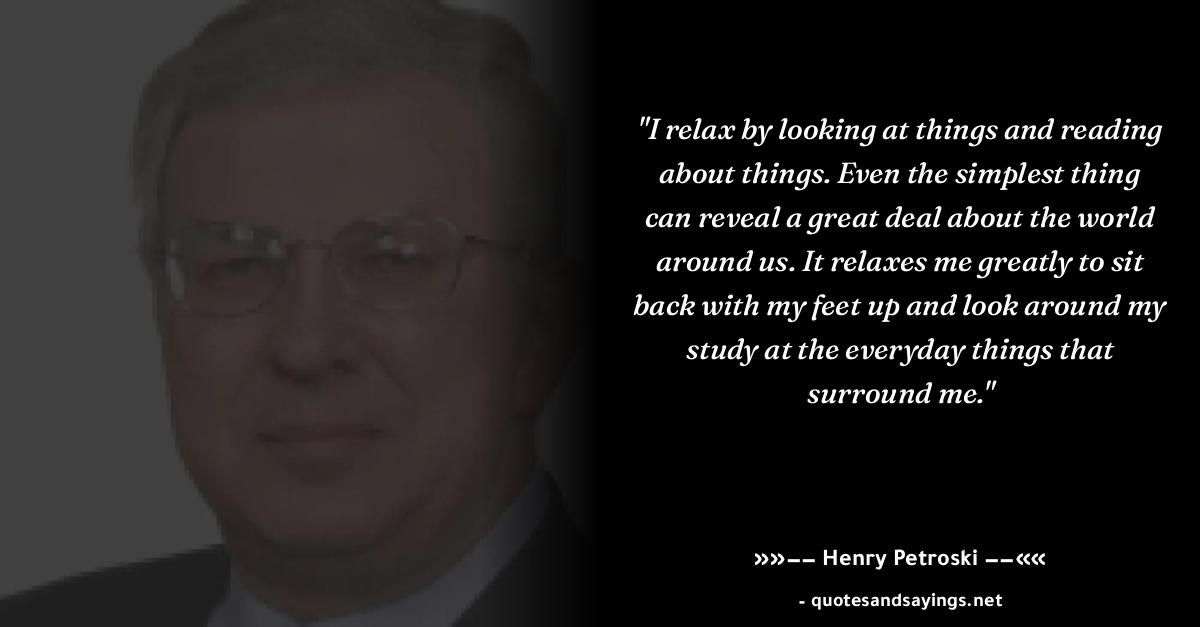 "I relax by looking at things and reading
about things. Even the simplest thing
can reveal a great deal about the world
around us. It relaxes me greatly to sit
back with my feet up and look around my
study at the everyday things that
surround me."
»»−− Henry Petroski −−««
- quotesandsayings.net